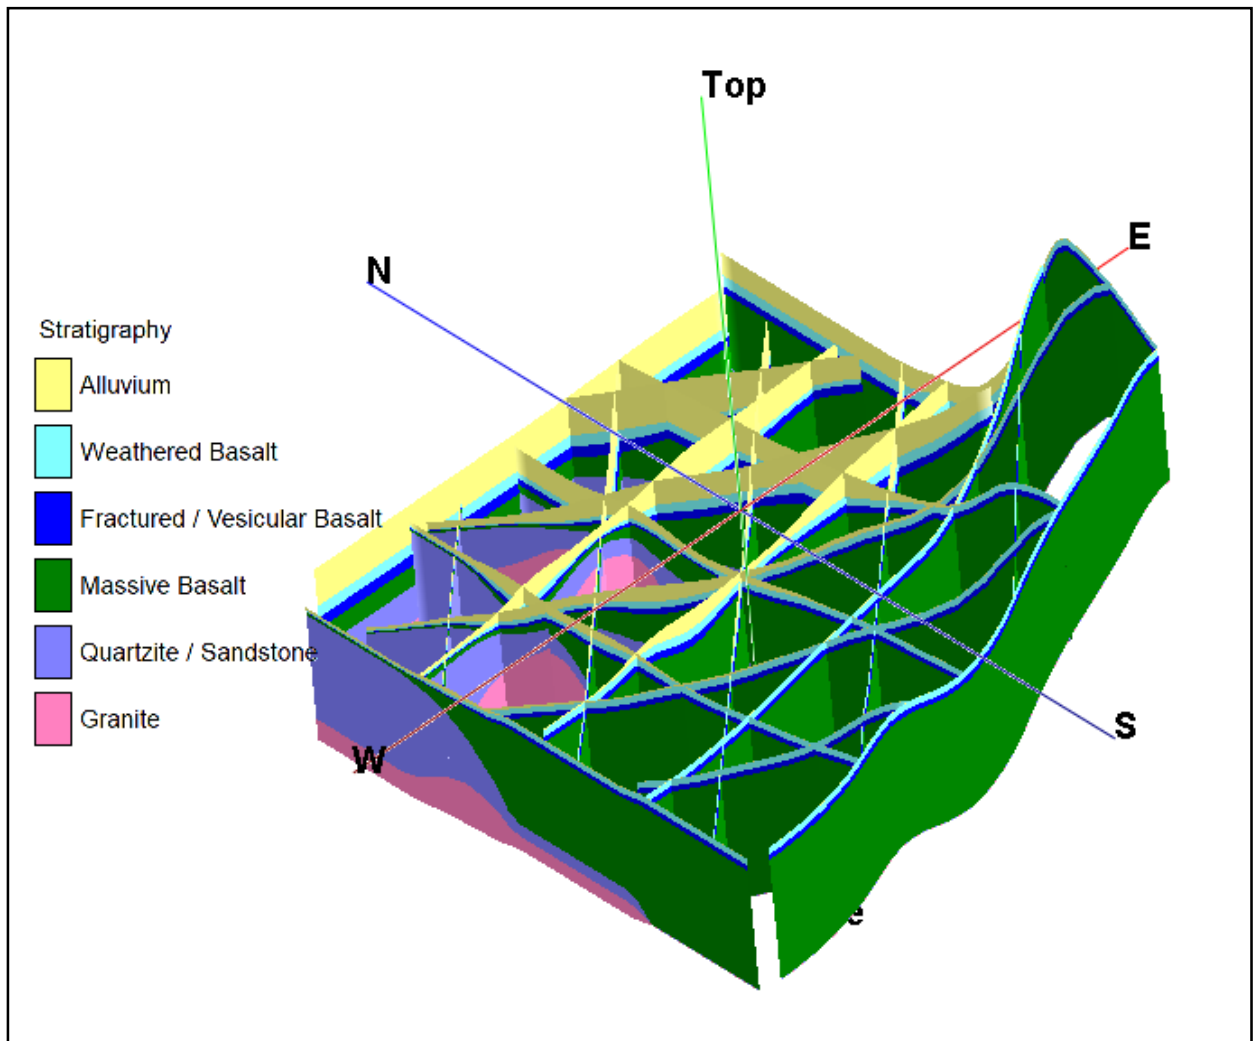 Top
E
N
Stratigraphy
Alluvium
Weathered Basalt
Fractured / Vesicular Basalt
Massive Basalt
Quartzite / Sandstone
Granite
S
W
e